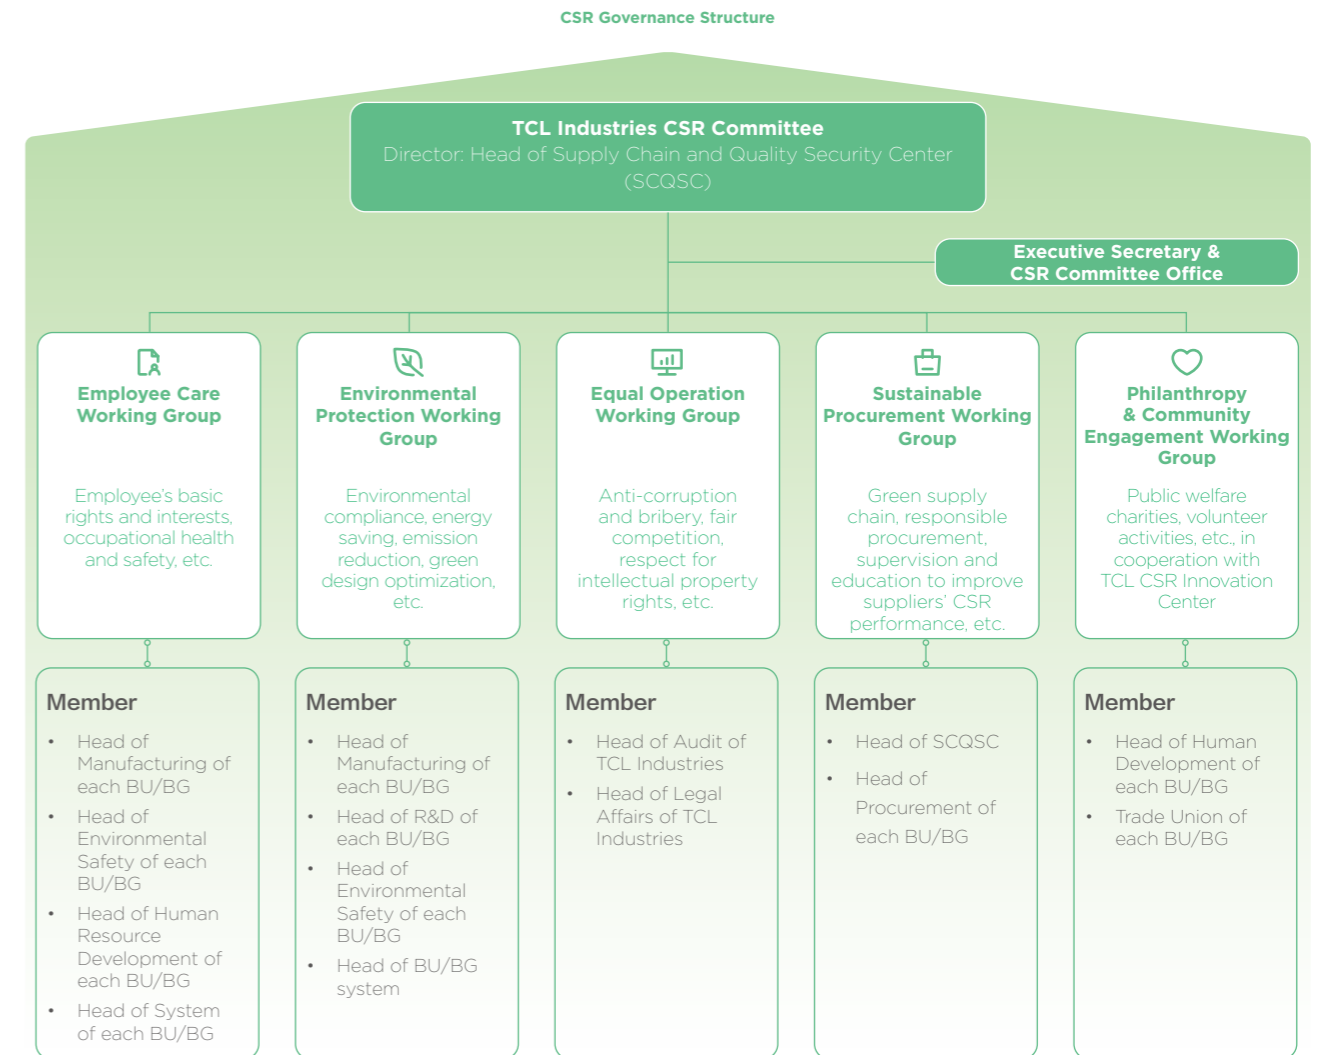 CSR Governance Structure
TCL Industries CSR Committee
Director: Head of Supply Chain and Quality Security Center
(SCQSC)
Executive Secretary &
CSR Committee Office
Employee Care
Working Group
Employee's basic
rights and interests,
occupational health
and safety, etc.
Environmental
Protection Working
Group
Environmental
compliance, energy
saving, emission
reduction, green
design optimization,
etc.
Equal Operation
Working Group
Anti-corruption
and bribery, fair
competition,
respect for
intellectual property
rights, etc.
Sustainable
Procurement Working
Group
Green supply
chain, responsible
procurement,
supervision and
education to improve
suppliers' CSR
performance, etc.
Philanthropy
& Community
Engagement Working
Group
Public welfare
charities, volunteer
activities, etc., in
cooperation with
TCL CSR Innovation
Center
Member
• Head of
Manufacturing of
each BU/BG
• Head of
Environmental
Safety of each
BU/BG
• Head of Human
Resource
Development of
each BU/BG
• Head of System
of each BU/BG
Member
• Head of
Manufacturing of
each BU/BG
• Head of R&D of
each BU/BG
• Head of
Environmental
Safety of each
BU/BG
• Head of BU/BG
system
Member
• Head of Audit of
TCL Industries
• Head of Legal
Affairs of TCL
Industries
Member
• Head of SCQSC
• Head of
Procurement of
each BU/BG
Member
• Head of Human
Development of
each BU/BG
• Trade Union of
each BU/BG